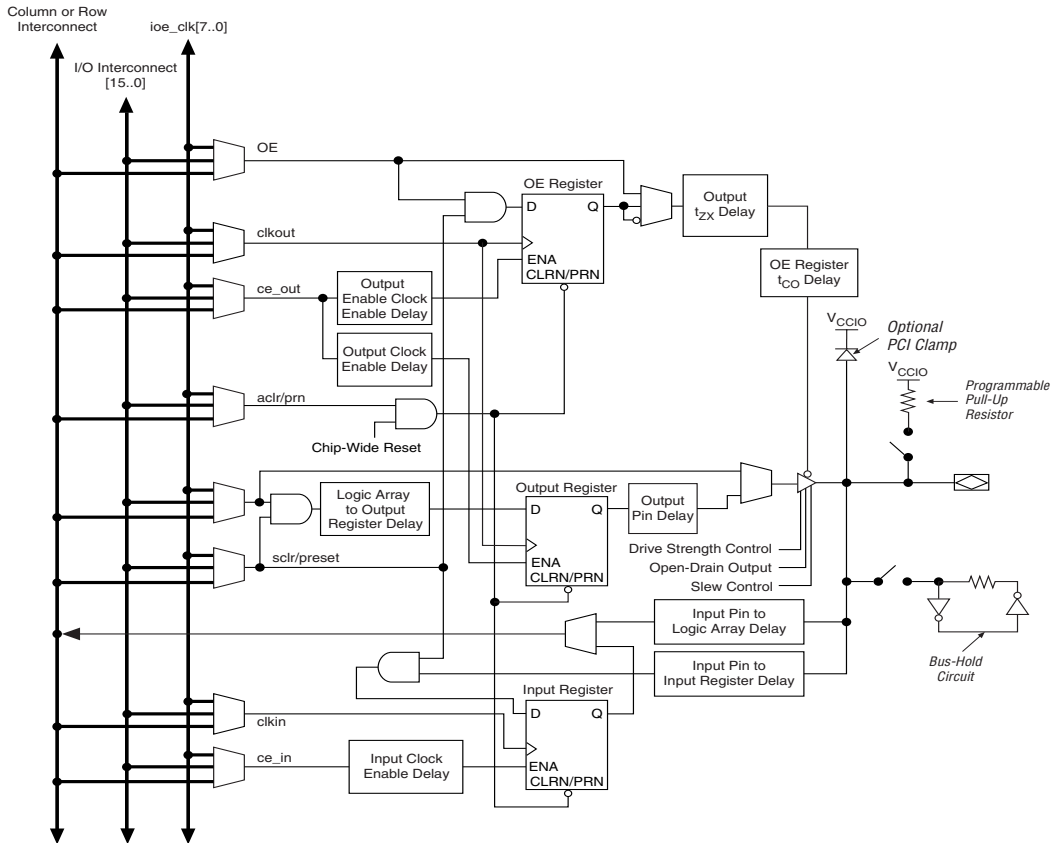 Column or Row
Interconnect
ioe_clk[7..0]
I/O Interconnect
[15..0]
OE
OE Register
D Q
ENA
CLRN/PRN
Output
tZX Delay
clkout
OE Register
tCO Delay
ce_out
Output
Enable Clock
Enable Delay
Output Clock
Enable Delay
VCCIO
Optional
PCI Clamp
VCCIO
Programmable
Pull-Up
Resistor
aclr/prn
Chip-Wide Reset
Logic Array
to Output
Register Delay
Output Register
D Q
ENA
CLRN/PRN
Output
Pin Delay
sclr/preset
Drive Strength Control
Open-Drain Output
Slew Control
Input Pin to
Logic Array Delay
Input Pin to
Input Register Delay
Bus-Hold
Circuit
Input Register
D Q
ENA
CLRN/PRN
clkin
ce_in
Input Clock
Enable Delay